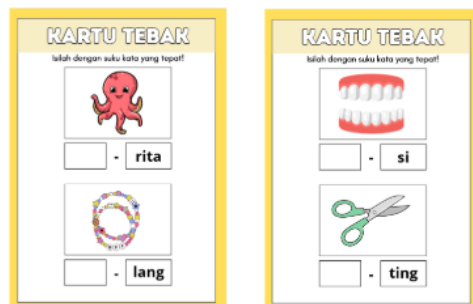 KARTU TEBAK
Isilah dengan suku kata yang tepat!
- rita
- lang
KARTU TEBAK
Isilah dengan suku kata yang tepat!
- si
- ting